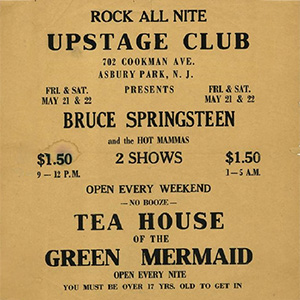 ROCK ALL NITE
UPSTAGE CLUB
702 COOKMAN AVE.
ASBURY PARK, N. J.
FRI. & SAT.
MAY 21 & 22
PRESENTS
FRI. & SAT.
MAY 21 & 22
BRUCE SPRINGSTEEN
and the HOT MAMMAS
$1.50
9 — 12 P.M.
2 SHOWS
$1.50
1 — 5 A.M.
OPEN EVERY WEEKEND
— NO BOOZE —
TEA HOUSE
OF THE
GREEN MERMAID
OPEN EVERY NITE
YOU MUST BE OVER 17 YRS. OLD TO GET IN